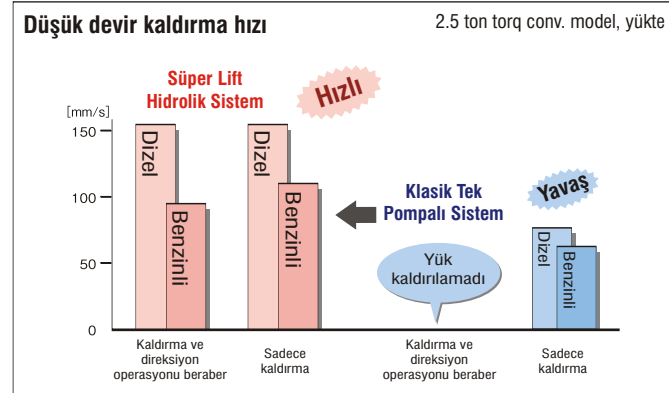 Düşük devir kaldırma hızı
2.5 ton torq conv. model, yükte
Süper Lift
Hidrolik Sistem
Hızlı
[mm/s]
150
100
50
0
Dizel
Benzinli
Dizel
Benzinli
Klasik Tek
Pompalı Sistem
Yavaş
Yük
kaldırılamadı
Dizel
Benzinli
Kaldırma ve
direksiyon
operasyonu beraber
Sadece
kaldırma
Kaldırma ve
direksiyon
operasyonu beraber
Sadece
kaldırma